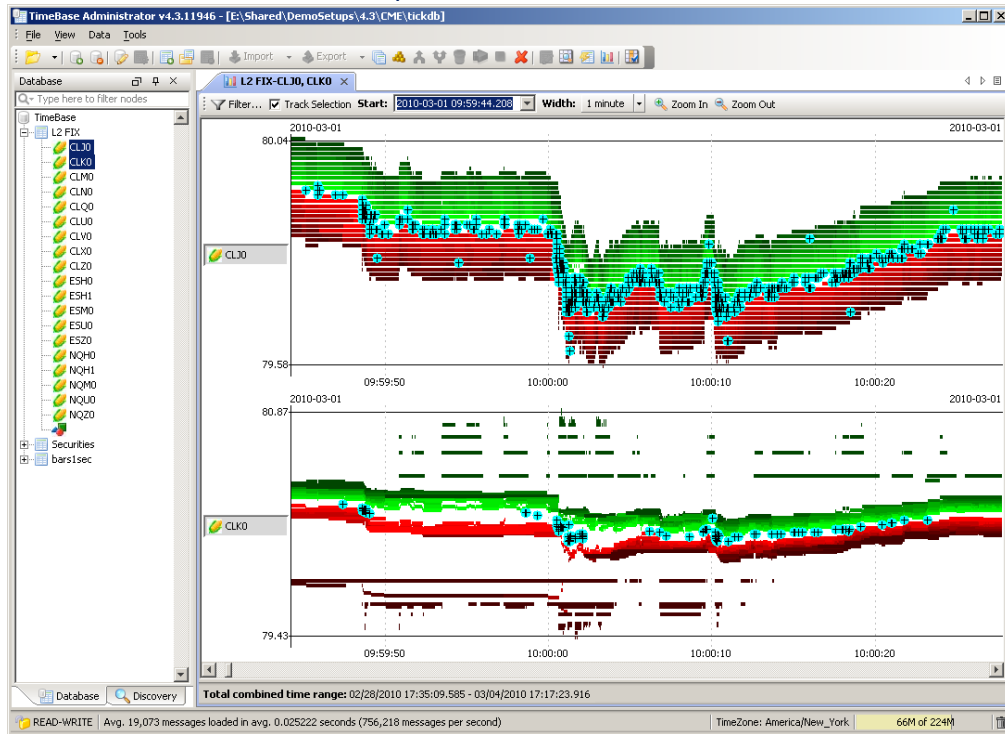 TimeBase Administrator v4.3.11946 - [E:\Shared\DemoSetups\4.3\CME\tickdb]
File View Data Tools
Import Export
Database
L2 FIX-CLJ0, CLK0
Type here to filter nodes
Filter... Track Selection Start: 2010-03-01 09:59:44.208 Width: 1 minute Zoom In Zoom Out
TimeBase
L2 FIX
CLJ0
CLK0
CLM0
CLN0
CLQ0
CLU0
CLV0
CLX0
CLZ0
ESH0
ESH1
ESM0
ESU0
ESZ0
NQH0
NQH1
NQM0
NQU0
NQZ0
Securities
bars1sec
2010-03-01 2010-03-01
80.04
CLJ0
79.58
09:59:50 10:00:00 10:00:10 10:00:20
2010-03-01 2010-03-01
80.87
CLK0
79.43
09:59:50 10:00:00 10:00:10 10:00:20
Database Discovery
Total combined time range: 02/28/2010 17:35:09.585 - 03/04/2010 17:17:23.916
READ-WRITE Avg. 19,073 messages loaded in avg. 0.025222 seconds (756,218 messages per second) TimeZone: America/New_York 66M of 224M